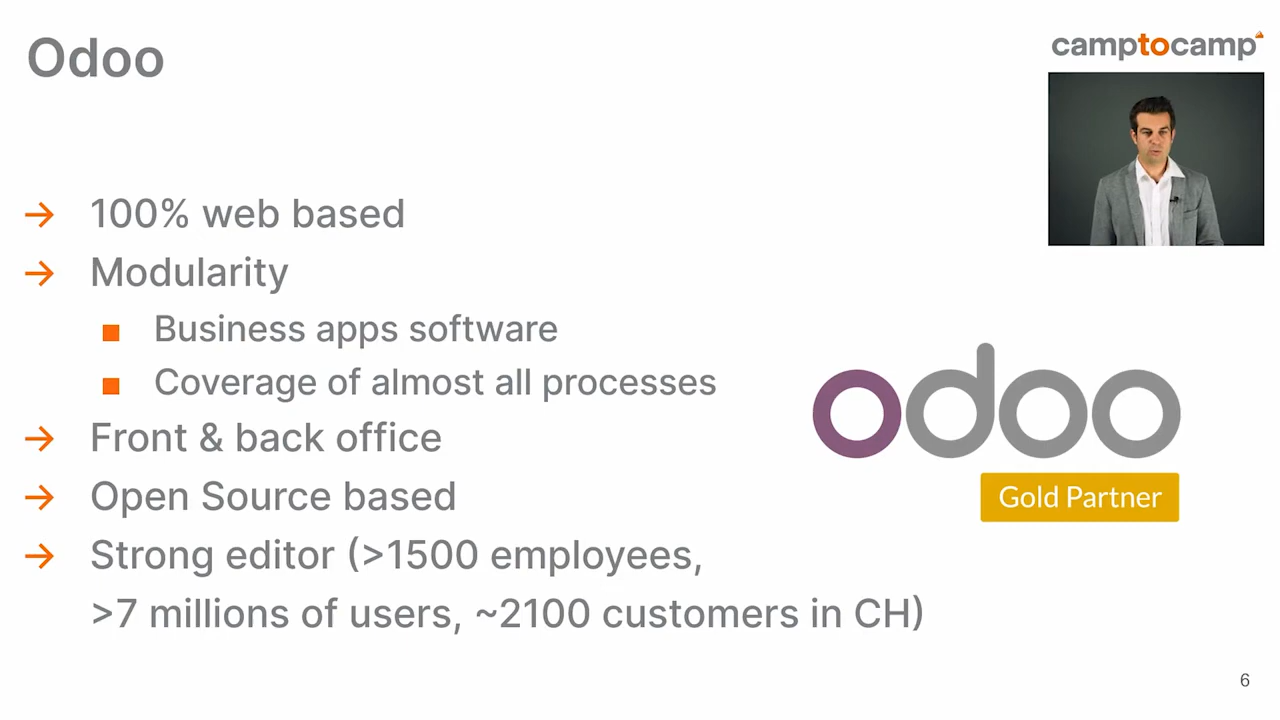 Odoo
camptocamp
→ 100% web based
→ Modularity
■ Business apps software
■ Coverage of almost all processes
→ Front & back office
→ Open Source based
→ Strong editor (>1500 employees,
>7 millions of users, ~2100 customers in CH)
odoo
Gold Partner
6